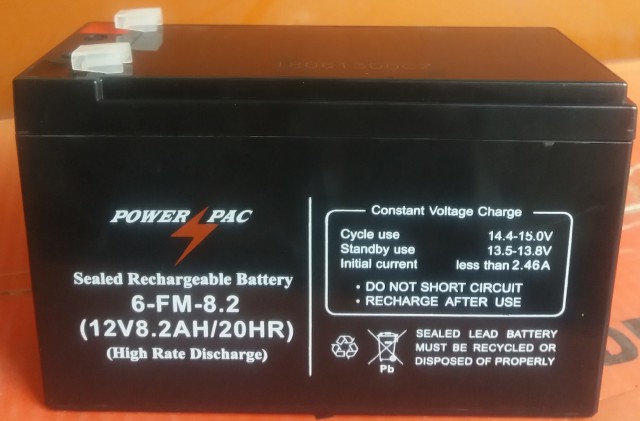 POWER PAC
Sealed Rechargeable Battery
6-FM-8.2
(12V8.2AH/20HR)
(High Rate Discharge)
Constant Voltage Charge
Cycle use 14.4-15.0V
Standby use 13.5-13.8V
Initial current less than 2.46A
• DO NOT SHORT CIRCUIT
• RECHARGE AFTER USE
Pb
SEALED LEAD BATTERY
MUST BE RECYCLED OR
DISPOSED OF PROPERLY